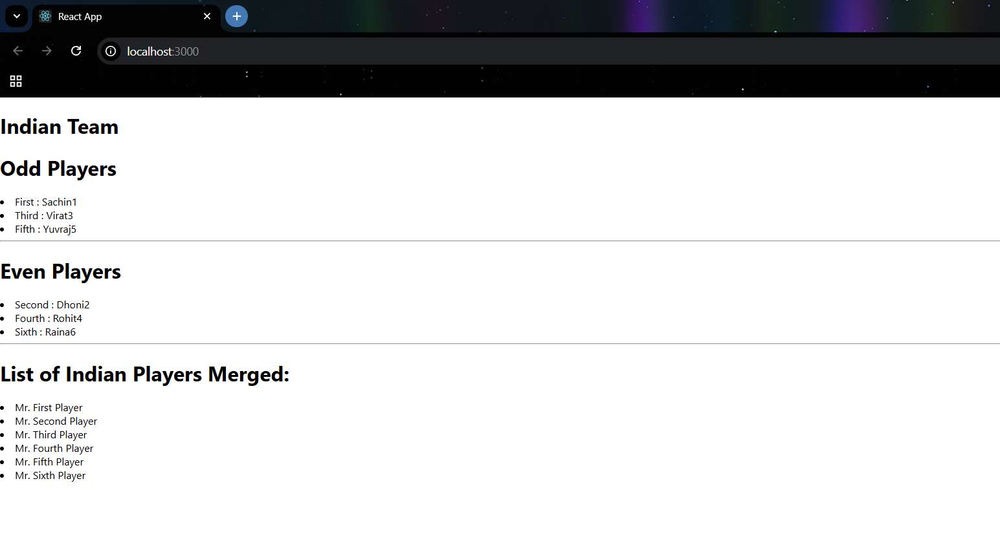 React App
localhost:3000
Indian Team
Odd Players
First : Sachin1
Third : Virat3
Fifth : Yuvraj5
Even Players
Second : Dhoni2
Fourth : Rohit4
Sixth : Raina6
List of Indian Players Merged:
Mr. First Player
Mr. Second Player
Mr. Third Player
Mr. Fourth Player
Mr. Fifth Player
Mr. Sixth Player